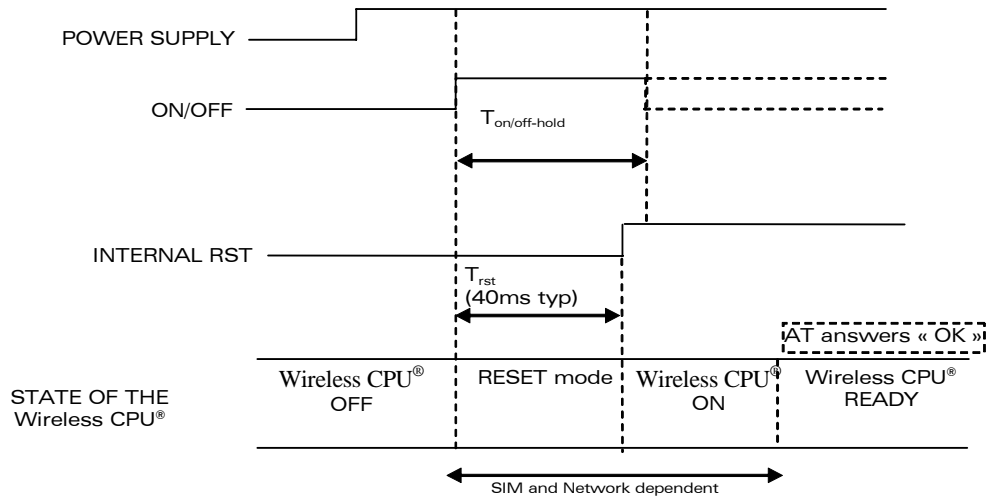 POWER SUPPLY
ON/OFF
Ton/off-hold
INTERNAL RST
Trst
(40ms typ)
AT answers « OK »
STATE OF THE
Wireless CPU®
Wireless CPU®
OFF
RESET mode
Wireless CPU®
ON
Wireless CPU®
READY
SIM and Network dependent